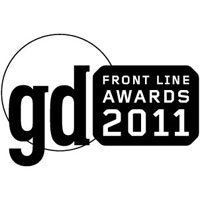 gd
FRONT LINE
AWARDS
2011